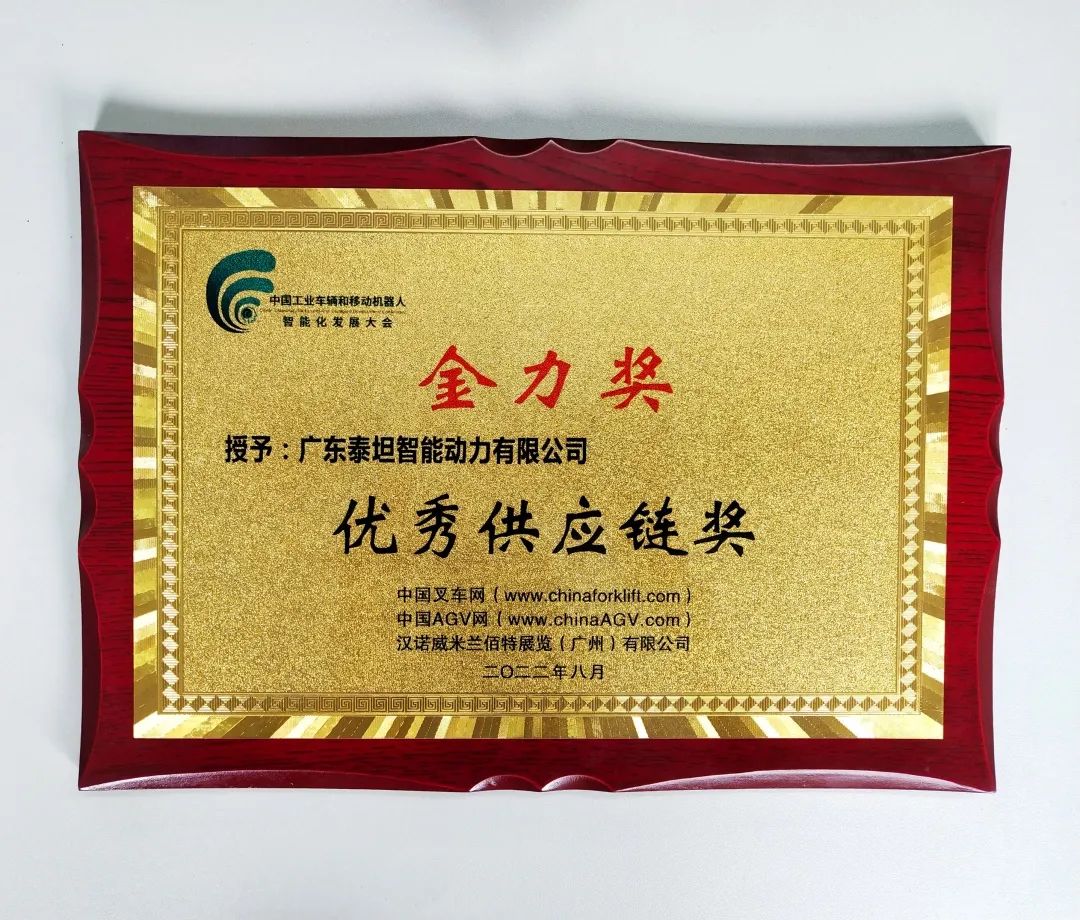 中国工业车辆和移动机器人
智能化发展大会
金力奖
授予：广东泰坦智能动力有限公司
优秀供应链奖
中国叉车网（www.chinaforklift.com）
中国AGV网（www.chinaAGV.com）
汉诺威米兰佰特展览（广州）有限公司
二〇二二年八月